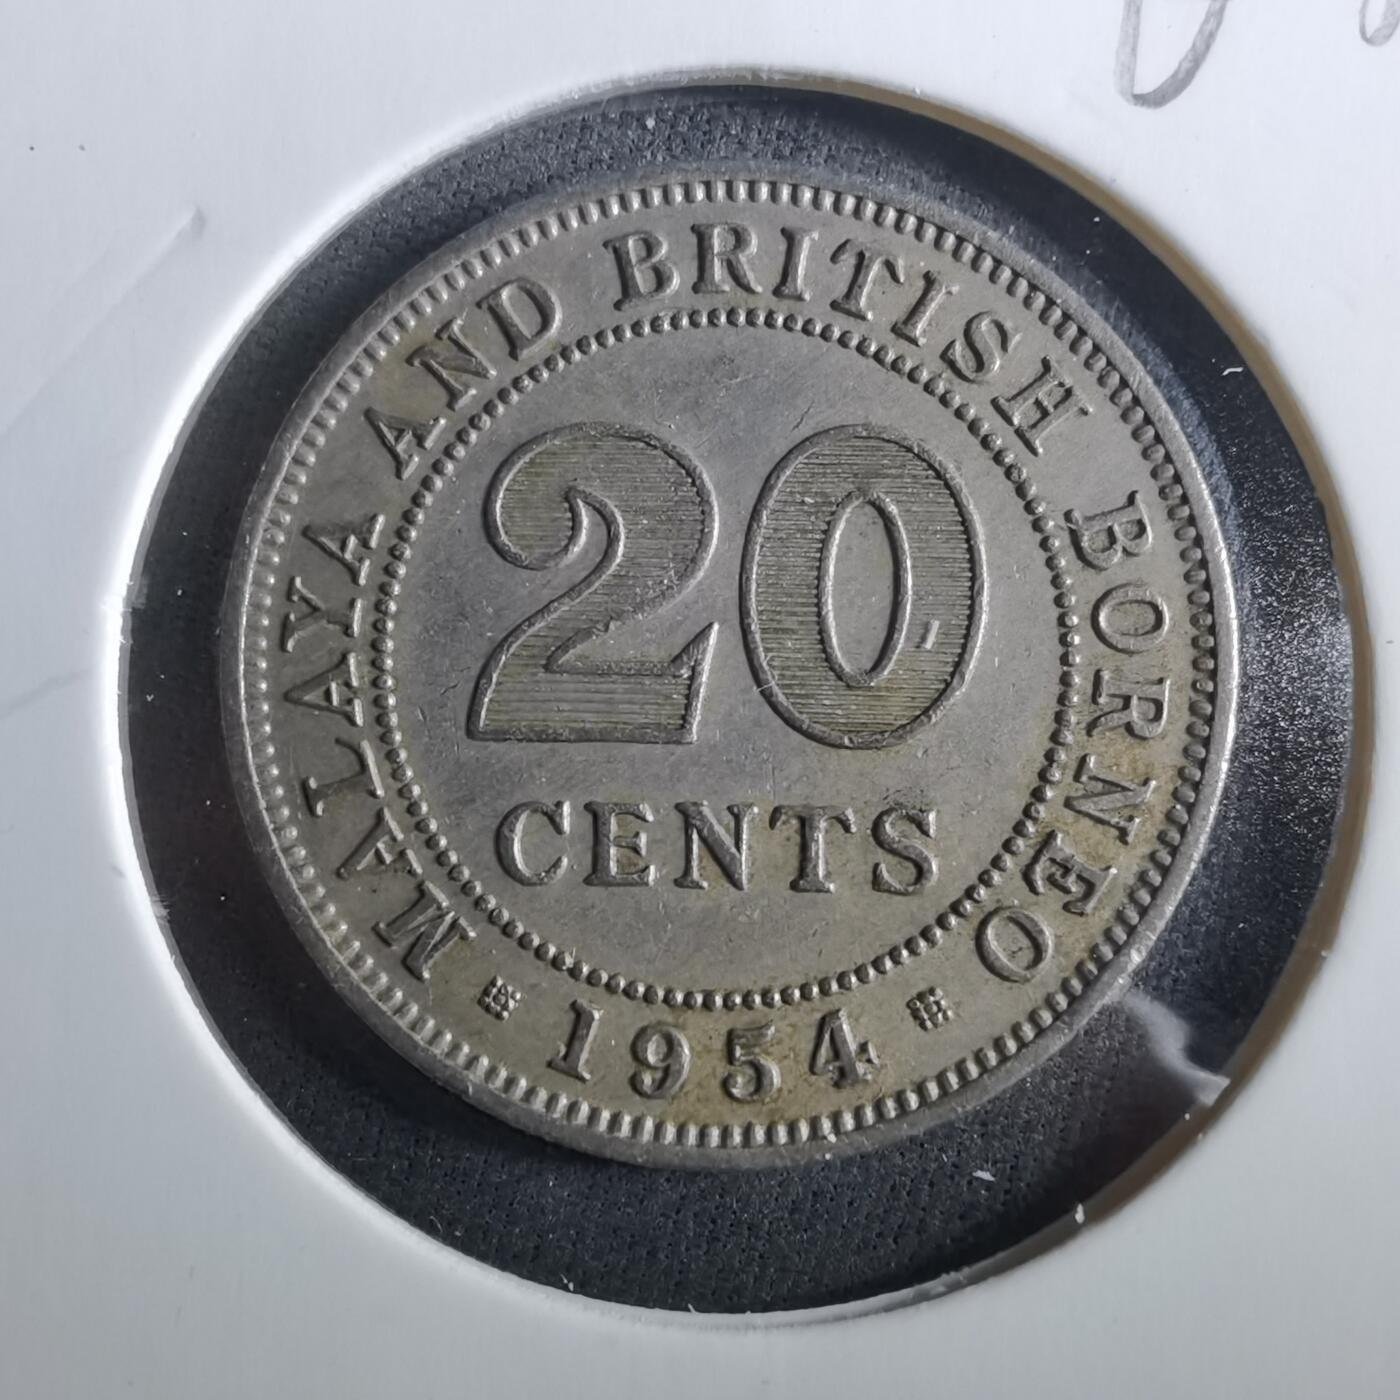 MALAYA AND BRITISH BORNEO
20
CENTS
1954